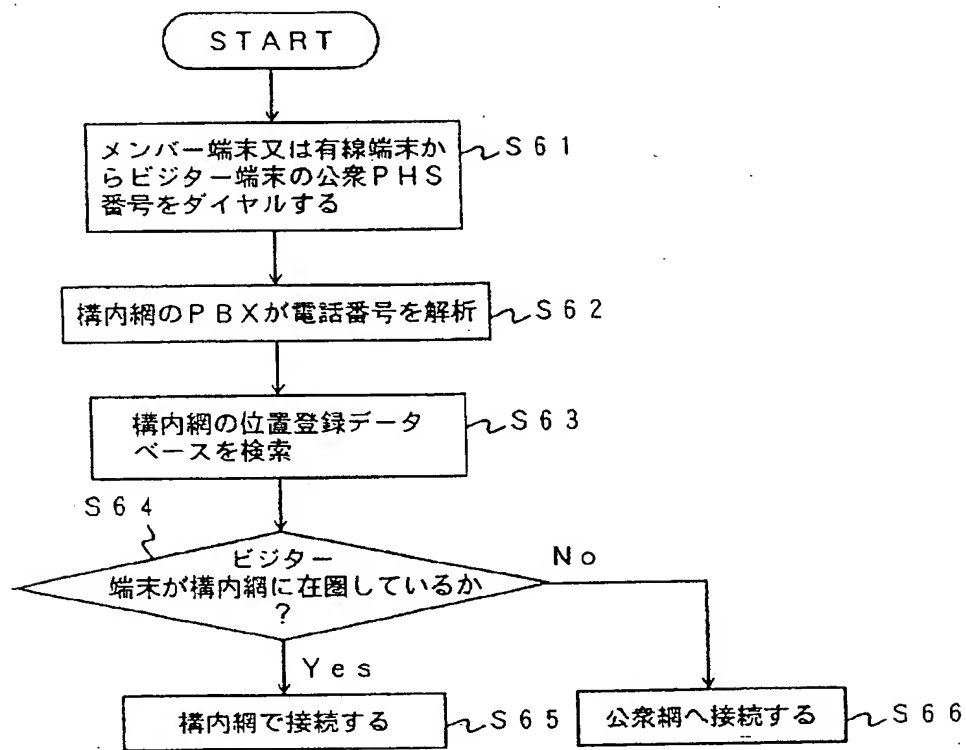 START
メンバー端末又は有線端末か
らビジター端末の公衆PHS
番号をダイヤルする
S61
構内網のPBXが電話番号を解析
S62
構内網の位置登録データ
ベースを検索
S63
S64
ビジター
端末が構内網に在圏しているか
?
No
Yes
構内網で接続する
S65
公衆網へ接続する
S66